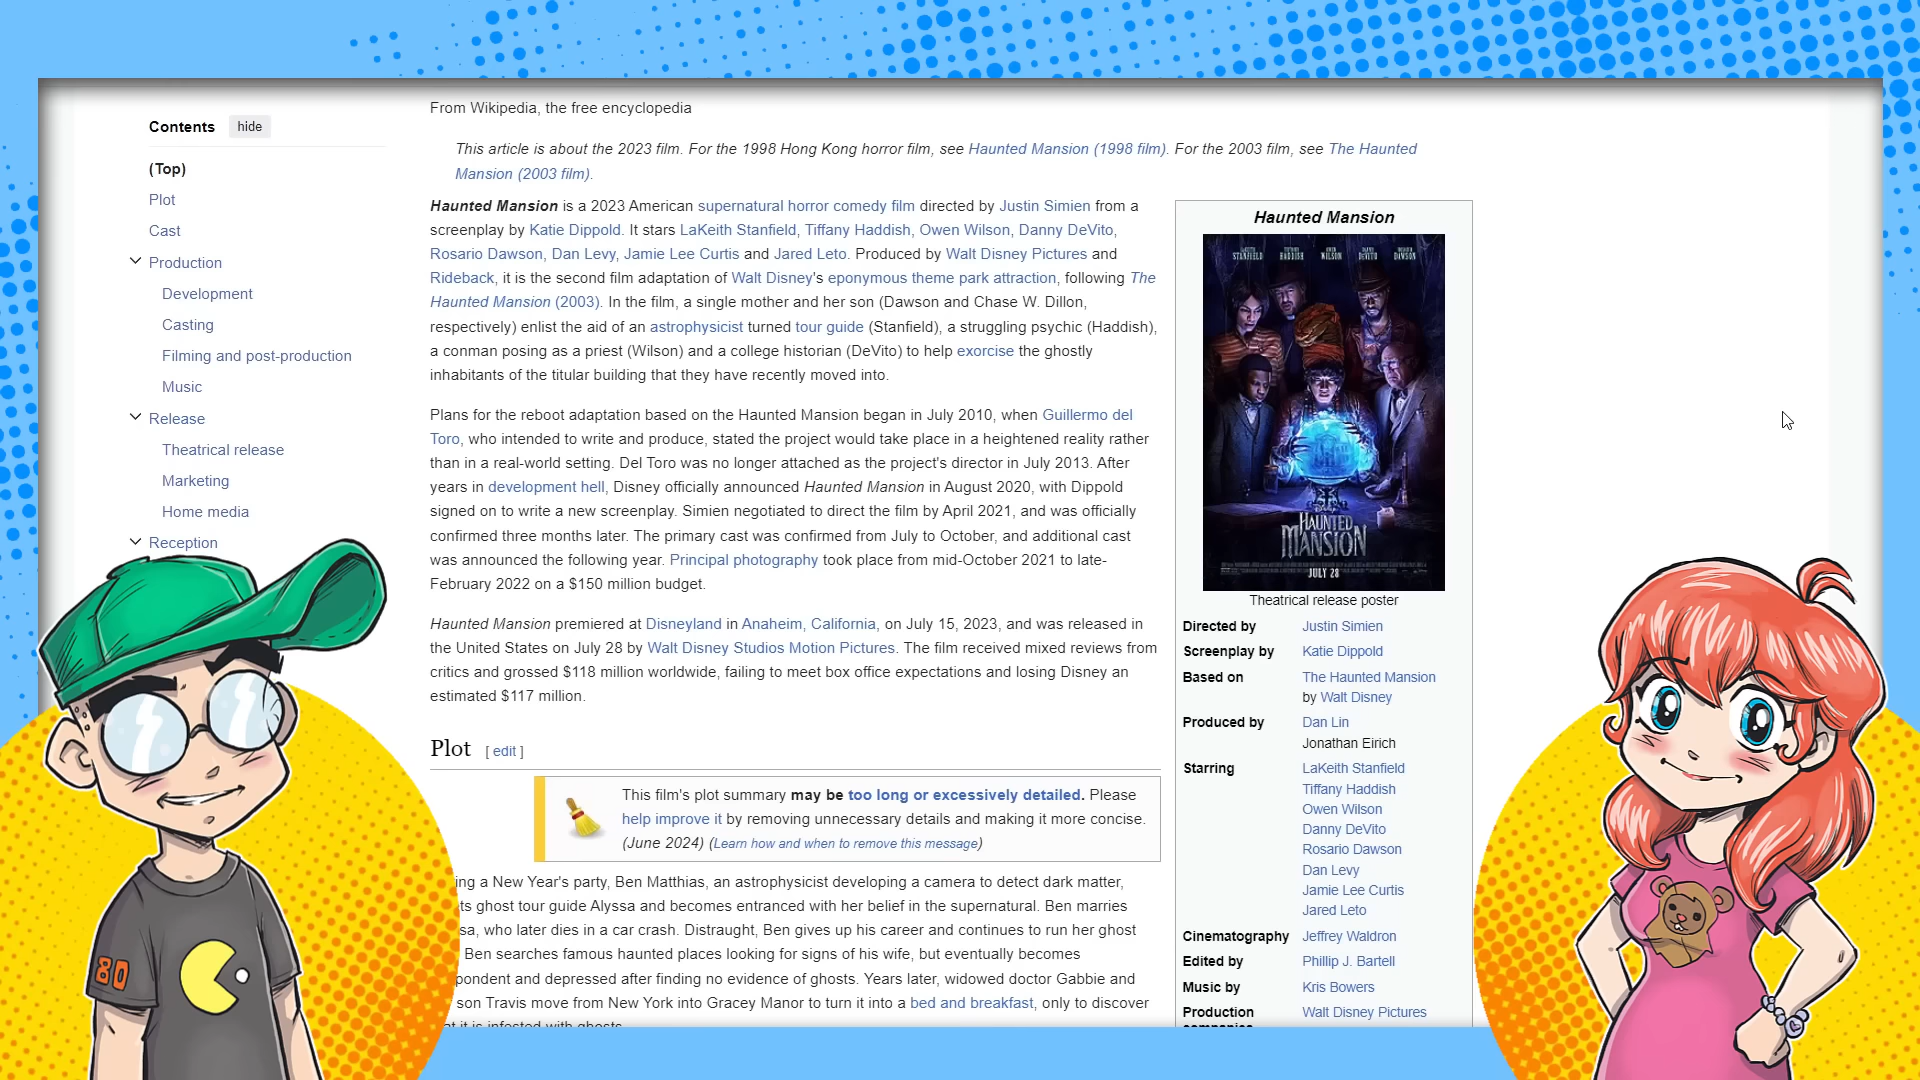 From Wikipedia, the free encyclopedia
Contents hide
(Top)
Plot
Cast
Production
Development
Casting
Filming and post-production
Music
Release
Theatrical release
Marketing
Home media
Reception
This article is about the 2023 film. For the 1998 Hong Kong horror film, see Haunted Mansion (1998 film). For the 2003 film, see The Haunted
Mansion (2003 film).
Haunted Mansion is a 2023 American supernatural horror comedy film directed by Justin Simien from a
screenplay by Katie Dippold. It stars LaKeith Stanfield, Tiffany Haddish, Owen Wilson, Danny DeVito,
Rosario Dawson, Dan Levy, Jamie Lee Curtis and Jared Leto. Produced by Walt Disney Pictures and
Rideback, it is the second film adaptation of Walt Disney's eponymous theme park attraction, following The
Haunted Mansion (2003). In the film, a single mother and her son (Dawson and Chase W. Dillon,
respectively) enlist the aid of an astrophysicist turned tour guide (Stanfield), a struggling psychic (Haddish),
a conman posing as a priest (Wilson) and a college historian (DeVito) to help exorcise the ghostly
inhabitants of the titular building that they have recently moved into.
Plans for the reboot adaptation based on the Haunted Mansion began in July 2010, when Guillermo del
Toro, who intended to write and produce, stated the project would take place in a heightened reality rather
than in a real-world setting. Del Toro was no longer attached as the project's director in July 2013. After
years in development hell, Disney officially announced Haunted Mansion in August 2020, with Dippold
signed on to write a new screenplay. Simien negotiated to direct the film by April 2021, and was officially
confirmed three months later. The primary cast was confirmed from July to October, and additional cast
was announced the following year. Principal photography took place from mid-October 2021 to late-
February 2022 on a $150 million budget.
Haunted Mansion premiered at Disneyland in Anaheim, California, on July 15, 2023, and was released in
the United States on July 28 by Walt Disney Studios Motion Pictures. The film received mixed reviews from
critics and grossed $118 million worldwide, failing to meet box office expectations and losing Disney an
estimated $117 million.
Plot [ edit ]
This film's plot summary may be too long or excessively detailed. Please
help improve it by removing unnecessary details and making it more concise.
(June 2024) (Learn how and when to remove this message)
ing a New Year's party, Ben Matthias, an astrophysicist developing a camera to detect dark matter,
ts ghost tour guide Alyssa and becomes entranced with her belief in the supernatural. Ben marries
sa, who later dies in a car crash. Distraught, Ben gives up his career and continues to run her ghost
Ben searches famous haunted places looking for signs of his wife, but eventually becomes
pondent and depressed after finding no evidence of ghosts. Years later, widowed doctor Gabbie and
son Travis move from New York into Gracey Manor to turn it into a bed and breakfast, only to discover
at it is infested with ghosts
Haunted Mansion
STANFIELD HADDISH WILSON DEVITO DAWSON
HAUNTED
MANSION
JULY 28
Theatrical release poster
Directed by Justin Simien
Screenplay by Katie Dippold
Based on The Haunted Mansion
by Walt Disney
Produced by Dan Lin
Jonathan Eirich
Starring LaKeith Stanfield
Tiffany Haddish
Owen Wilson
Danny DeVito
Rosario Dawson
Dan Levy
Jamie Lee Curtis
Jared Leto
Cinematography Jeffrey Waldron
Edited by Phillip J. Bartell
Music by Kris Bowers
Production Walt Disney Pictures
companies
80